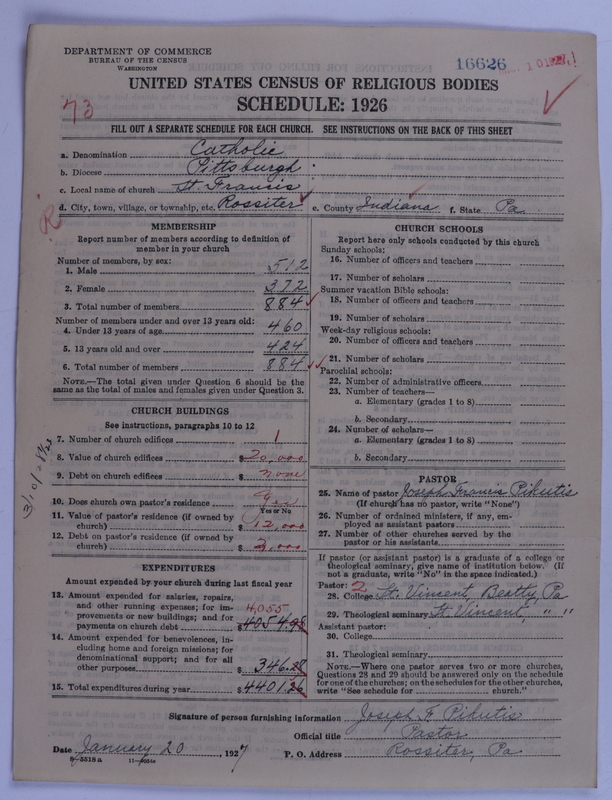 DEPARTMENT OF COMMERCE
BUREAU OF THE CENSUS
WASHINGTON
16626
UNITED STATES CENSUS OF RELIGIOUS BODIES
SCHEDULE: 1926
73
FILL OUT A SEPARATE SCHEDULE FOR EACH CHURCH. SEE INSTRUCTIONS ON THE BACK OF THIS SHEET
a. Denomination Catholic
b. Diocese Pittsburgh
c. Local name of church St. Francis
d. City, town, village, or township, etc. Rossiter e. County Indiana f. State Pa.
R
MEMBERSHIP
Report number of members according to definition of member in your church
Number of members, by sex:
1. Male 512
2. Female 372
3. Total number of members 884
Number of members under and over 13 years old:
4. Under 13 years of age 460
5. 13 years old and over 424
6. Total number of members 884
NOTE.—The total given under Question 6 should be the same as the total of males and females given under Question 3.
CHURCH BUILDINGS
See instructions, paragraphs 10 to 12
7. Number of church edifices 1
8. Value of church edifices $20,000
9. Debt on church edifices $none
10. Does church own pastor's residence Yes
Yes or No
11. Value of pastor's residence (if owned by church) $12,000
12. Debt on pastor's residence (if owned by church) $2,000
EXPENDITURES
Amount expended by your church during last fiscal year
13. Amount expended for salaries, repairs, and other running expenses; for improvements or new buildings; and for payments on church debt 4,055 $4054.98
14. Amount expended for benevolences, including home and foreign missions; for denominational support; and for all other purposes $346.28
15. Total expenditures during year $4401.26
CHURCH SCHOOLS
Report here only schools conducted by this church
Sunday schools:
16. Number of officers and teachers
17. Number of scholars
Summer vacation Bible schools:
18. Number of officers and teachers
19. Number of scholars
Week-day religious schools:
20. Number of officers and teachers
21. Number of scholars
Parochial schools:
22. Number of administrative officers
23. Number of teachers—
a. Elementary (grades 1 to 8)
b. Secondary
24. Number of scholars—
a. Elementary (grades 1 to 8)
b. Secondary
PASTOR
25. Name of pastor Joseph Francis Pikutis
(If church has no pastor, write "None")
26. Number of ordained ministers, if any, employed as assistant pastors
27. Number of other churches served by the pastor or his assistants
If pastor (or assistant pastor) is a graduate of a college or theological seminary, give name of institution below. (If not a graduate, write "No" in the space indicated.)
Pastor: 2
28. College St. Vincent, Beatty, Pa
29. Theological seminary St. Vincent, " "
Assistant pastor:
30. College
31. Theological seminary
NOTE.—Where one pastor serves two or more churches, Questions 28 and 29 should be answered only on the schedule for one of the churches; on the schedules for the other churches, write "See schedule for church."
Signature of person furnishing information Joseph F. Pikutis
Official title Pastor
Date January 20, 1927 P. O. Address Rossiter, Pa
8-5518a